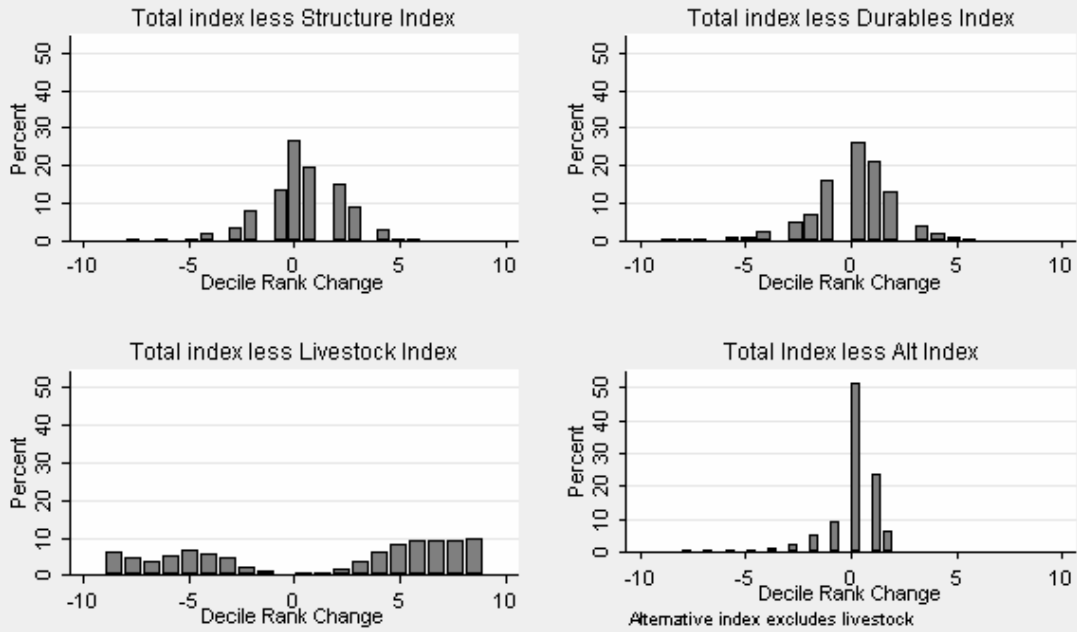 Total index less Structure Index
Percent
50
40
30
20
10
0
-10 -5 0 5 10
Decile Rank Change
Total index less Durables Index
Percent
50
40
30
20
10
0
-10 -5 0 5 10
Decile Rank Change
Total index less Livestock Index
Percent
50
40
30
20
10
0
-10 -5 0 5 10
Decile Rank Change
Total Index less Alt Index
Percent
50
40
30
20
10
0
-10 -5 0 5 10
Decile Rank Change
Alternative index excludes livestock